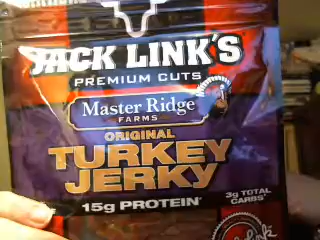 JACK LINK'S
PREMIUM CUTS
Master Ridge
FARMS
ORIGINAL
TURKEY
JERKY
15g PROTEIN
3g TOTAL
CARBS